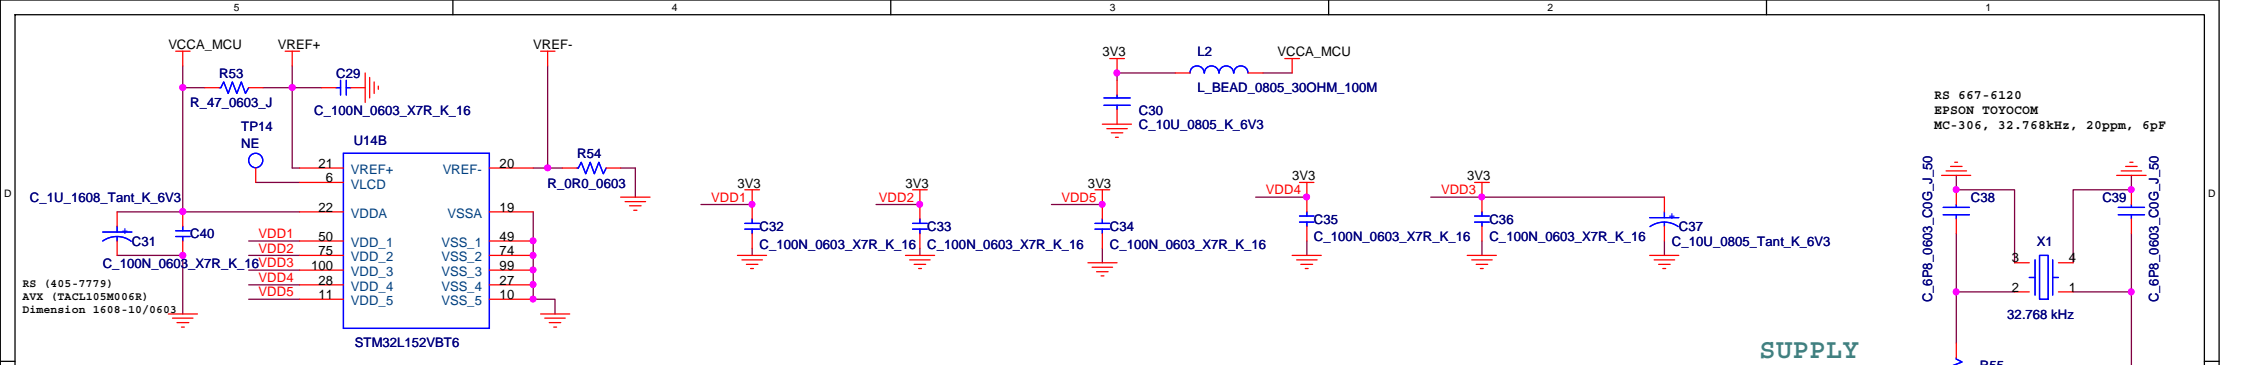 5
4
3
2
1
D
D
VCCA_MCU
VREF+
VREF-
R53
R_47_0603_J
C29
C_100N_0603_X7R_K_16
TP14
NE
U14B
21
VREF+
6
VLCD
22
VDDA
VDD1
50
VDD_1
VDD2
75
VDD_2
VDD3
100
VDD_3
VDD4
28
VDD_4
VDD5
11
VDD_5
VREF-
20
VSSA
19
VSS_1
49
VSS_2
74
VSS_3
99
VSS_4
27
VSS_5
10
STM32L152VBT6
R54
R_0R0_0603
C_1U_1608_Tant_K_6V3
C31
C40
C_100N_0603_X7R_K_16
RS (405-7779)
AVX (TACL105M006R)
Dimension 1608-10/0603
3V3
L2
VCCA_MCU
L_BEAD_0805_30OHM_100M
C30
C_10U_0805_K_6V3
VDD1
3V3
C32
C_100N_0603_X7R_K_16
VDD2
3V3
C33
C_100N_0603_X7R_K_16
VDD5
3V3
C34
C_100N_0603_X7R_K_16
VDD4
3V3
C35
C_100N_0603_X7R_K_16
VDD3
3V3
C36
C_100N_0603_X7R_K_16
C37
C_10U_0805_Tant_K_6V3
RS 667-6120
EPSON TOYOCOM
MC-306, 32.768kHz, 20ppm, 6pF
C_6P8_0603_C0G_J_50
C38
C39
C_6P8_0603_C0G_J_50
X1
3
4
2
1
32.768 kHz
SUPPLY
R55